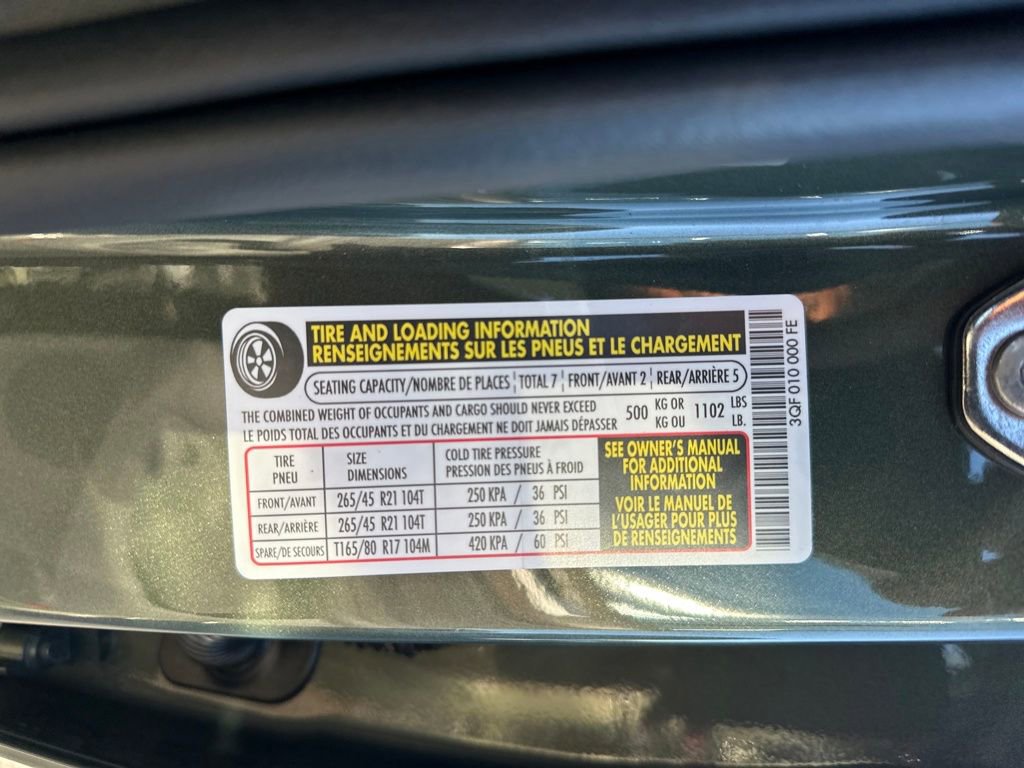 TIRE AND LOADING INFORMATION
RENSEIGNEMENTS SUR LES PNEUS ET LE CHARGEMENT
SEATING CAPACITY/NOMBRE DE PLACES TOTAL 7 FRONT/AVANT 2 REAR/ARRIÈRE 5
THE COMBINED WEIGHT OF OCCUPANTS AND CARGO SHOULD NEVER EXCEED 500 KG OR 1102 LBS
LE POIDS TOTAL DES OCCUPANTS ET DU CHARGEMENT NE DOIT JAMAIS DÉPASSER KG OU LB.
TIRE SIZE COLD TIRE PRESSURE
PNEU DIMENSIONS PRESSION DES PNEUS À FROID
FRONT/AVANT 265/45 R21 104T 250 KPA / 36 PSI
REAR/ARRIÈRE 265/45 R21 104T 250 KPA / 36 PSI
SPARE/DE SECOURS T165/80 R17 104M 420 KPA / 60 PSI
SEE OWNER'S MANUAL
FOR ADDITIONAL
INFORMATION
VOIR LE MANUEL DE
L'USAGER POUR PLUS
DE RENSEIGNEMENTS
3QF 010 000 FE